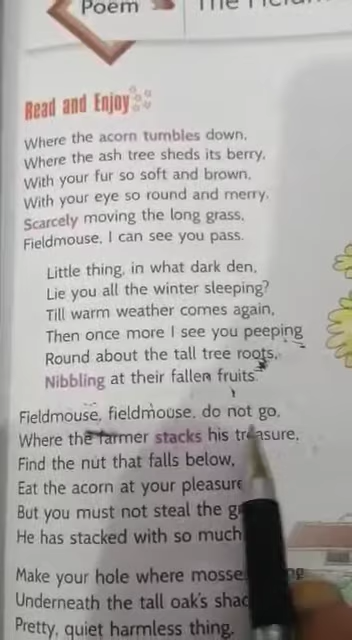 Poem
The
Read and Enjoy
Where the acorn tumbles down,
Where the ash tree sheds its berry,
With your fur so soft and brown,
With your eye so round and merry,
Scarcely moving the long grass,
Fieldmouse, I can see you pass.
Little thing, in what dark den,
Lie you all the winter sleeping?
Till warm weather comes again,
Then once more I see you peeping
Round about the tall tree roots,
Nibbling at their fallen fruits.
Fieldmouse, fieldmouse, do not go,
Where the farmer stacks his treasure,
Find the nut that falls below,
Eat the acorn at your pleasure
But you must not steal the
He has stacked with so much
Make your hole where
Underneath the tall oak's
Pretty, quiet harmless thing,